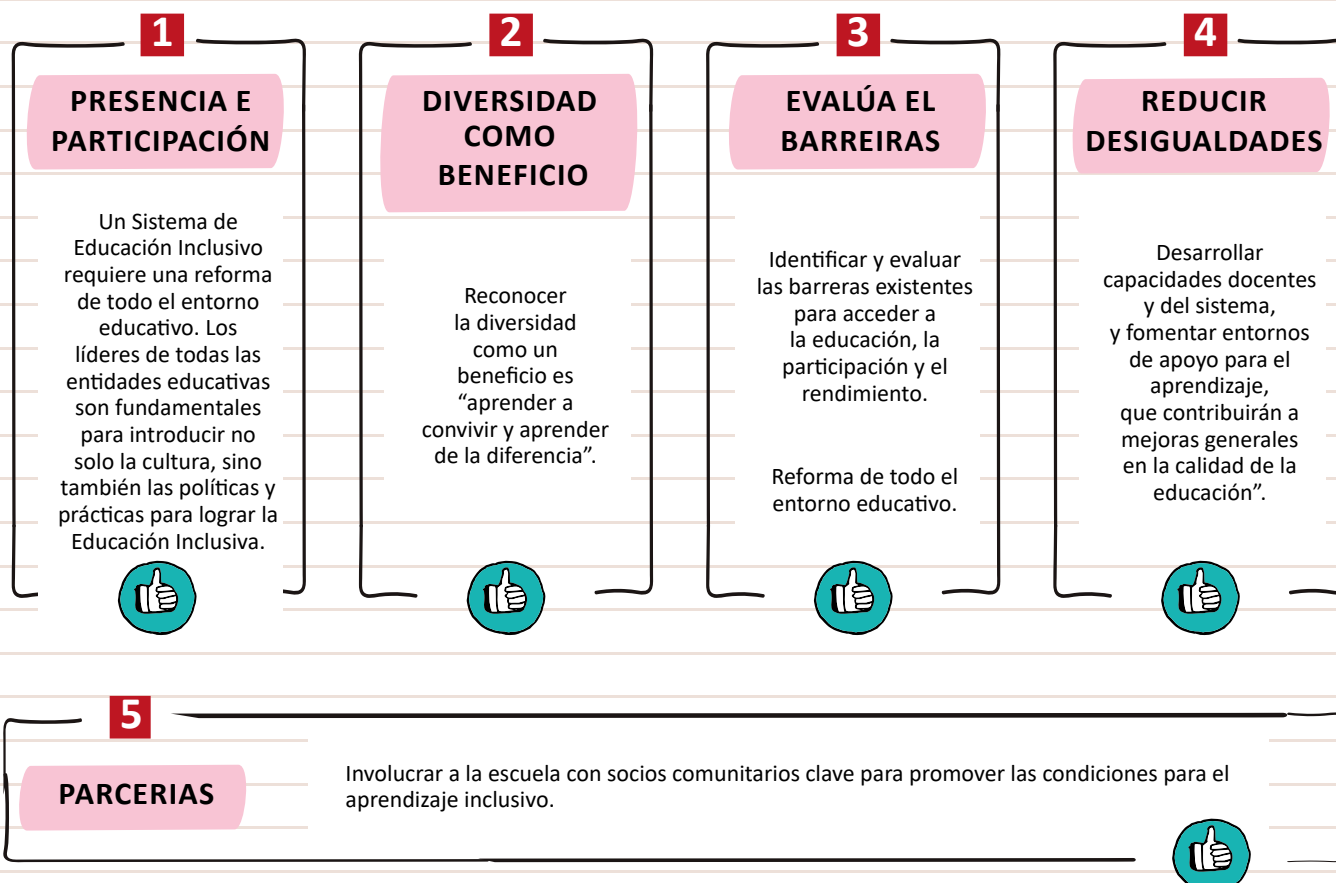 1
PRESENCIA E
PARTICIPACIÓN
Un Sistema de
Educación Inclusivo
requiere una reforma
de todo el entorno
educativo. Los
líderes de todas las
entidades educativas
son fundamentales
para introducir no
solo la cultura, sino
también las políticas y
prácticas para lograr la
Educación Inclusiva.
2
DIVERSIDAD
COMO
BENEFICIO
Reconocer
la diversidad
como un
beneficio es
“aprender a
convivir y aprender
de la diferencia”.
3
EVALÚA EL
BARREIRAS
Identificar y evaluar
las barreras existentes
para acceder a
la educación, la
participación y el
rendimiento.
Reforma de todo el
entorno educativo.
4
REDUCIR
DESIGUALDADES
Desarrollar
capacidades docentes
y del sistema,
y fomentar entornos
de apoyo para el
aprendizaje,
que contribuirán a
mejoras generales
en la calidad de la
educación”.
5
PARCERIAS
Involucrar a la escuela con socios comunitarios clave para promover las condiciones para el
aprendizaje inclusivo.